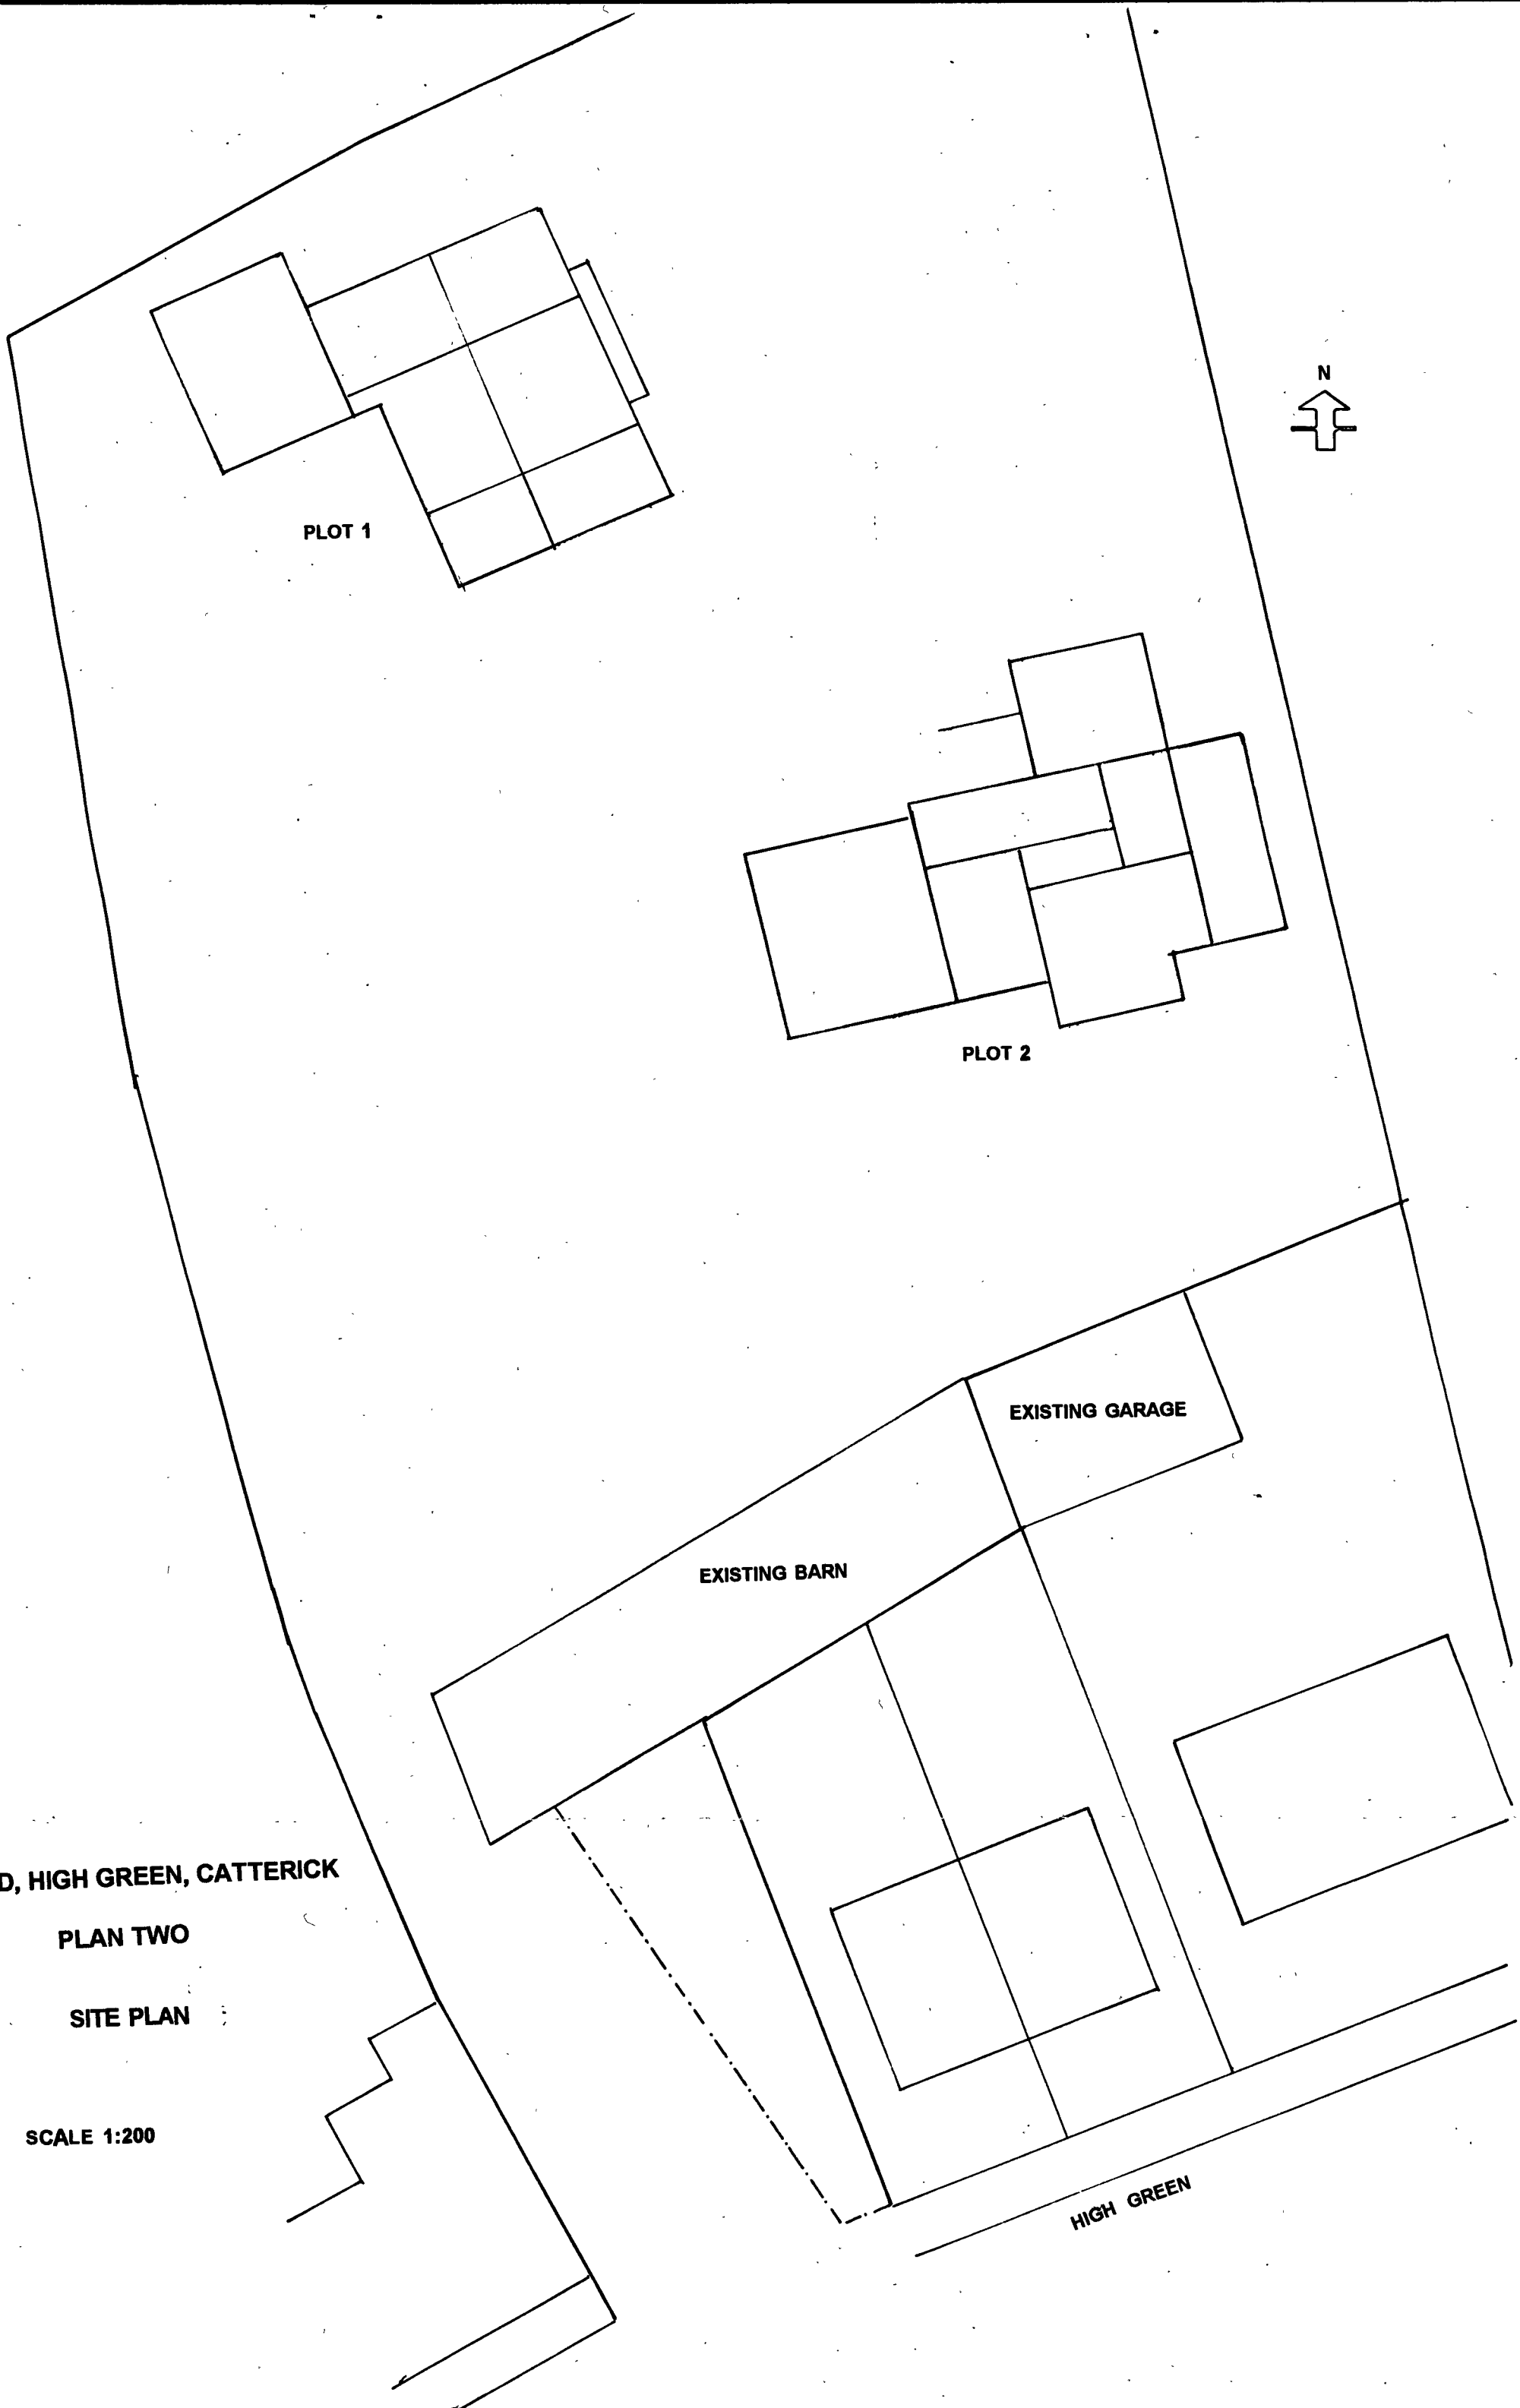 N
PLOT 1
PLOT 2
EXISTING GARAGE
EXISTING BARN
D, HIGH GREEN, CATTERICK
PLAN TWO
SITE PLAN
SCALE 1:200
HIGH GREEN